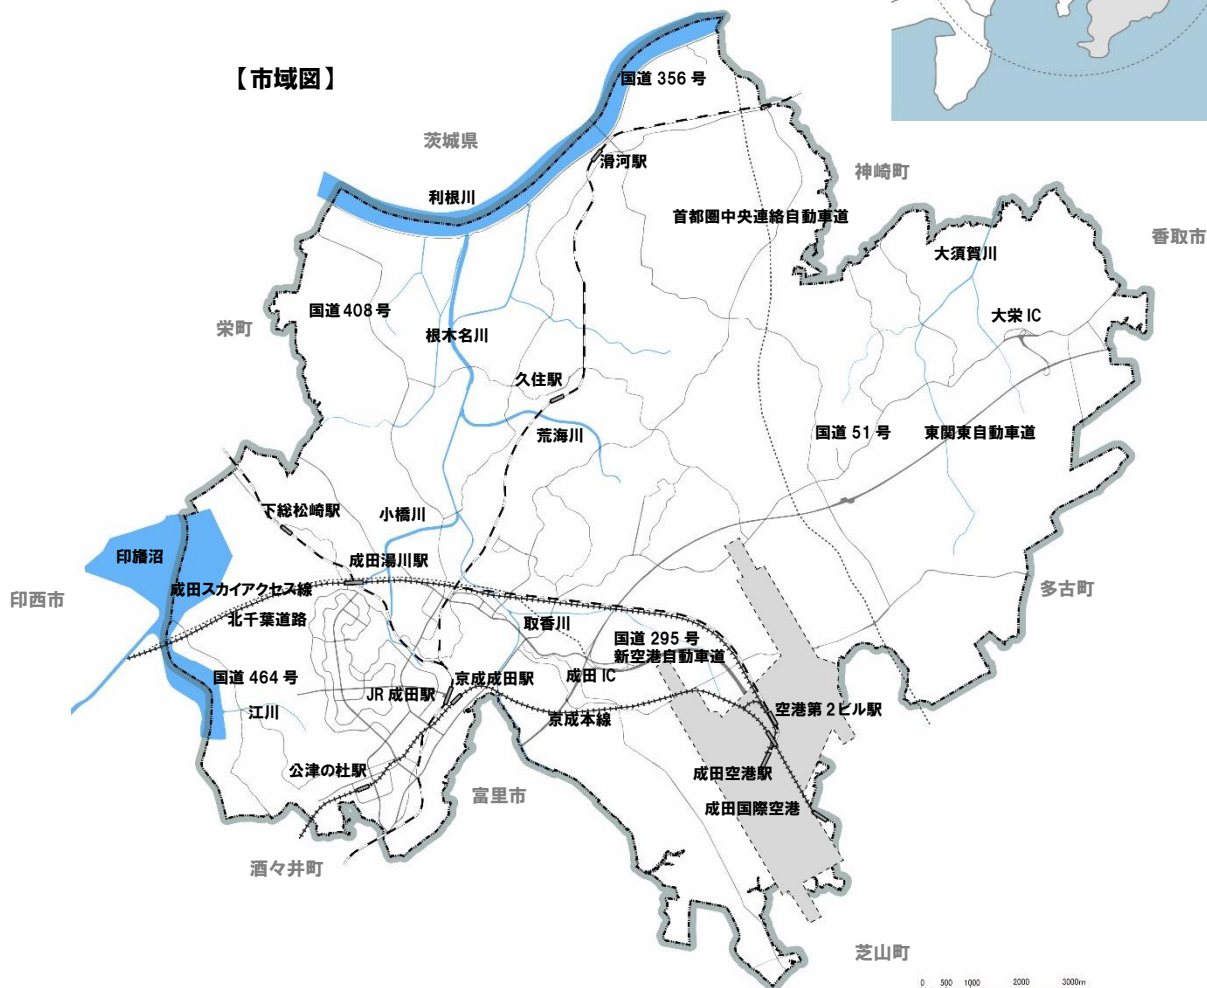 【市域図】
国道 356 号
茨城県
滑河駅
神崎町
利根川
首都圏中央連絡自動車道
香取市
大須賀川
国道 408 号
大栄 IC
栄町
根木名川
久住駅
荒海川
国道 51 号
東関東自動車道
下総松崎駅
小橋川
印旛沼
成田湯川駅
成田スカイアクセス線
多古町
印西市
北千葉道路
取香川
国道 295 号
新空港自動車道
国道 464 号
京成成田駅
成田 IC
JR 成田駅
江川
京成本線
空港第2ビル駅
公津の杜駅
成田空港駅
富里市
成田国際空港
酒々井町
芝山町
0 500 1000 2000 3000m